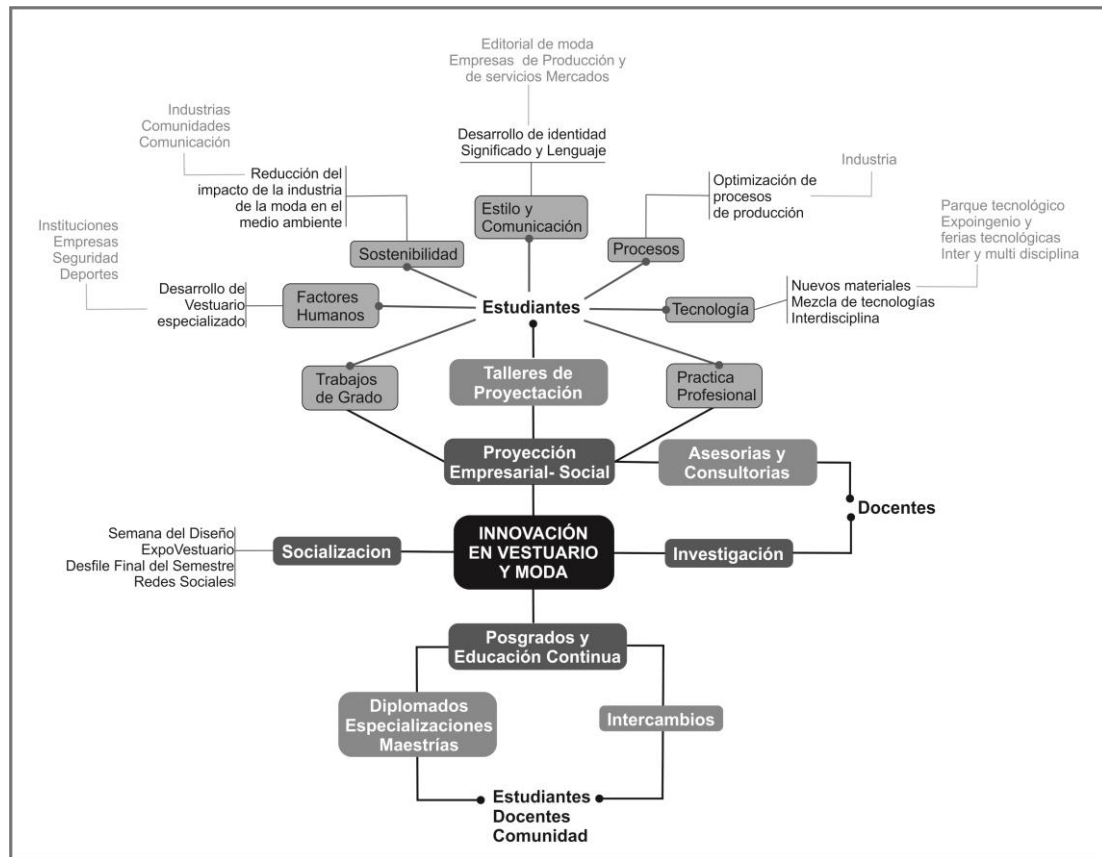 Editorial de moda
Empresas de Producción y
de servicios Mercados
Industrias
Comunidades
Comunicación
Desarrollo de identidad
Significado y Lenguaje
Industria
Reducción del
impacto de la industria
de la moda en el
medio ambiente
Optimización de
procesos
de producción
Estilo y
Comunicación
Parque tecnológico
Expoingenio y
ferias tecnológicas
Inter y multi disciplina
Instituciones
Empresas
Seguridad
Deportes
Sostenibilidad
Procesos
Desarrollo de
Vestuario
especializado
Factores
Humanos
Estudiantes
Tecnología
Nuevos materiales
Mezcla de tecnologías
Interdisciplina
Trabajos
de Grado
Talleres de
Proyectación
Practica
Profesional
Proyección
Empresarial- Social
Asesorias y
Consultorias
Docentes
Semana del Diseño
ExpoVestuario
Desfile Final del Semestre
Redes Sociales
Socializacion
INNOVACIÓN
EN VESTUARIO
Y MODA
Investigación
Posgrados y
Educación Continua
Diplomados
Especializaciones
Maestrías
Intercambios
Estudiantes
Docentes
Comunidad